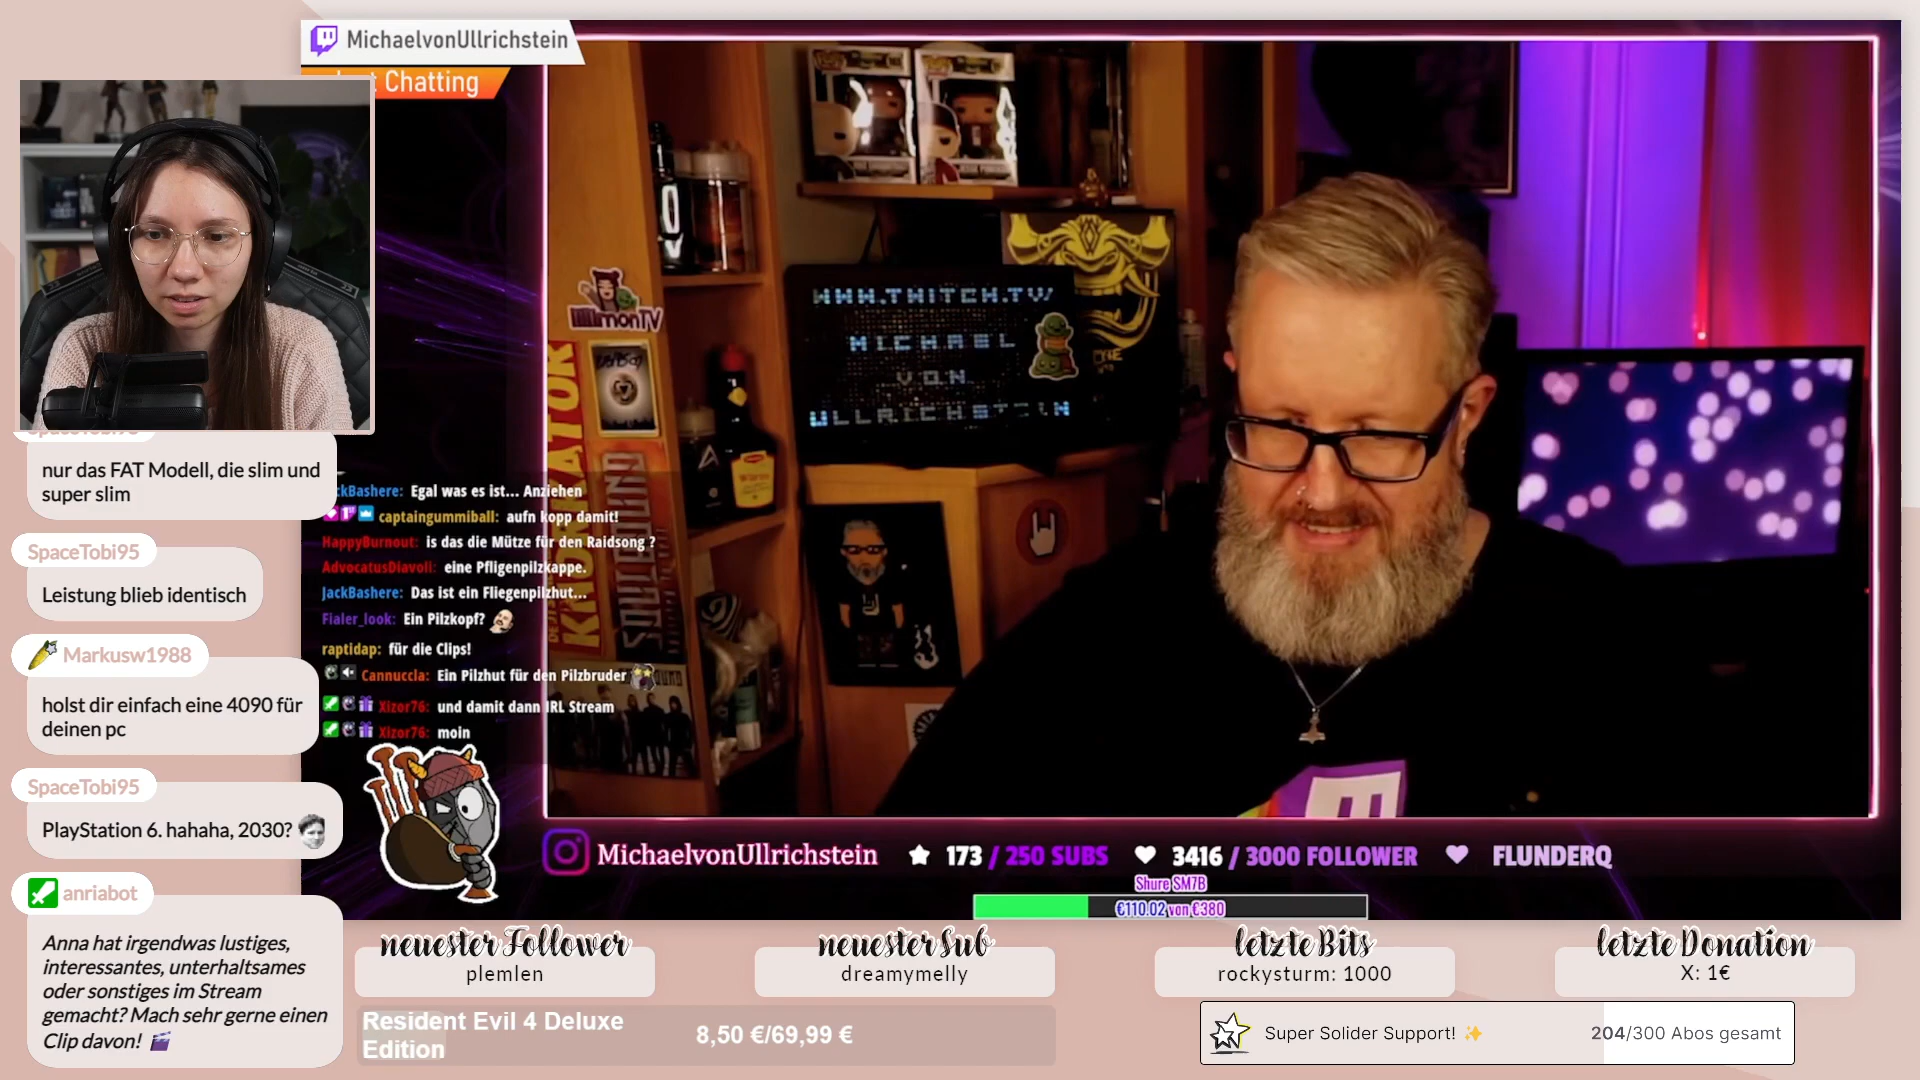 MichaelvonUllrichstein
Chatting
nur das FAT Modell, die slim und
super slim
SpaceTobi95
Leistung blieb identisch
Markusw1988
holst dir einfach eine 4090 für
deinen pc
SpaceTobi95
PlayStation 6. hahaha, 2030?
anriabot
Anna hat irgendwas lustiges,
interessantes, unterhaltsames
oder sonstiges im Stream
gemacht? Mach sehr gerne einen
Clip davon!
ckBashere: Egal was es ist... Anziehen
captaingummiball: aufn kopp damit!
HappyBurnout: is das die Mütze für den Raidsong ?
AdvocatusDiavoli: eine Pfligenpilzkappe.
JackBashere: Das ist ein Fliegenpilzhut...
Flaler_look: Ein Pilzkopf?
raptidap: für die Clips!
Cannuccla: Ein Pilzhut für den Pilzbruder
Xizor76: und damit dann IRL Stream
Xizor76: moin
WWW.TWITCH.TV/
MICHAEL
VON
ULLRICHSTEIN
KNORKATOR
MichaelvonUllrichstein
173 / 250 SUBS
3416 / 3000 FOLLOWER
FLUNDERQ
Shure SM7B
€110.02 von €380
neuester Follower
plemlen
neuester Sub
dreamymelly
letzte Bits
rockysturm: 1000
letzte Donation
X: 1€
Resident Evil 4 Deluxe
Edition
8,50 €/69,99 €
Super Solider Support!
204/300 Abos gesamt